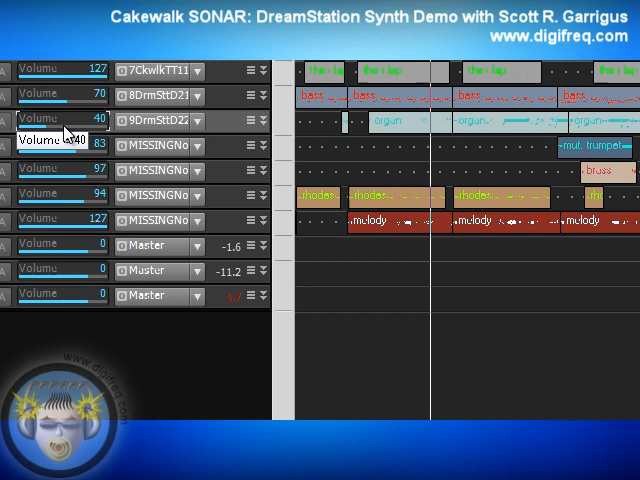 Cakewalk SONAR: DreamStation Synth Demo with Scott R. Garrigus
www.digifreq.com
A Volume 127 7CkwlkTT11
A Volume 70 8DrmSttD21 bass bass bass
Volume 40 9DrmSttD22 organ organ organ
Volume 40
83 MISSINGNo mut. trumpet
A Volume 97 MISSINGNo brass
A Volume 94 MISSINGNo rhodes rhodes rhodes
A Volume 127 MISSINGNo melody melody melody
A Volume 0 Master -1.6
A Volume 0 Master -11.2
A Volume 0 Master 1.7
www.digifreq.com